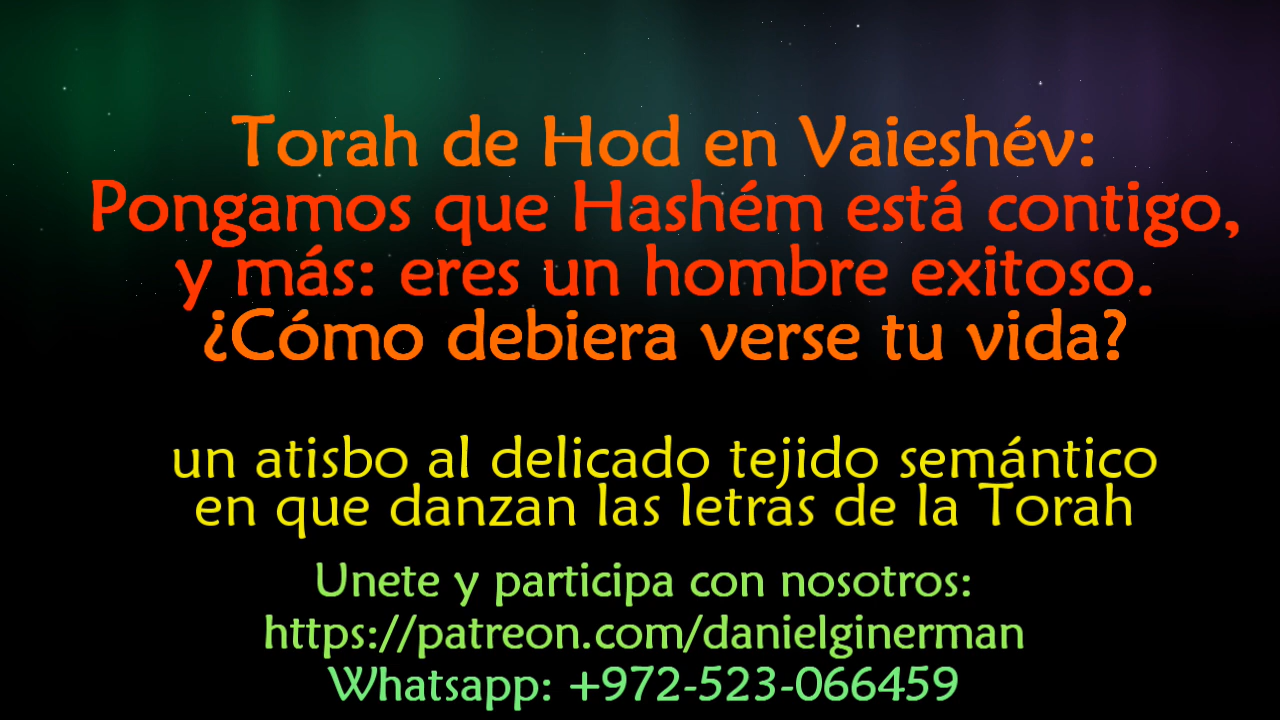 Torah de Hod en Vaieshév:
Pongamos que Hashém está contigo,
y más: eres un hombre exitoso.
¿Cómo debiera verse tu vida?
un atisbo al delicado tejido semántico
en que danzan las letras de la Torah
Unete y participa con nosotros:
https://patreon.com/danielginerman
Whatsapp: +972-523-066459